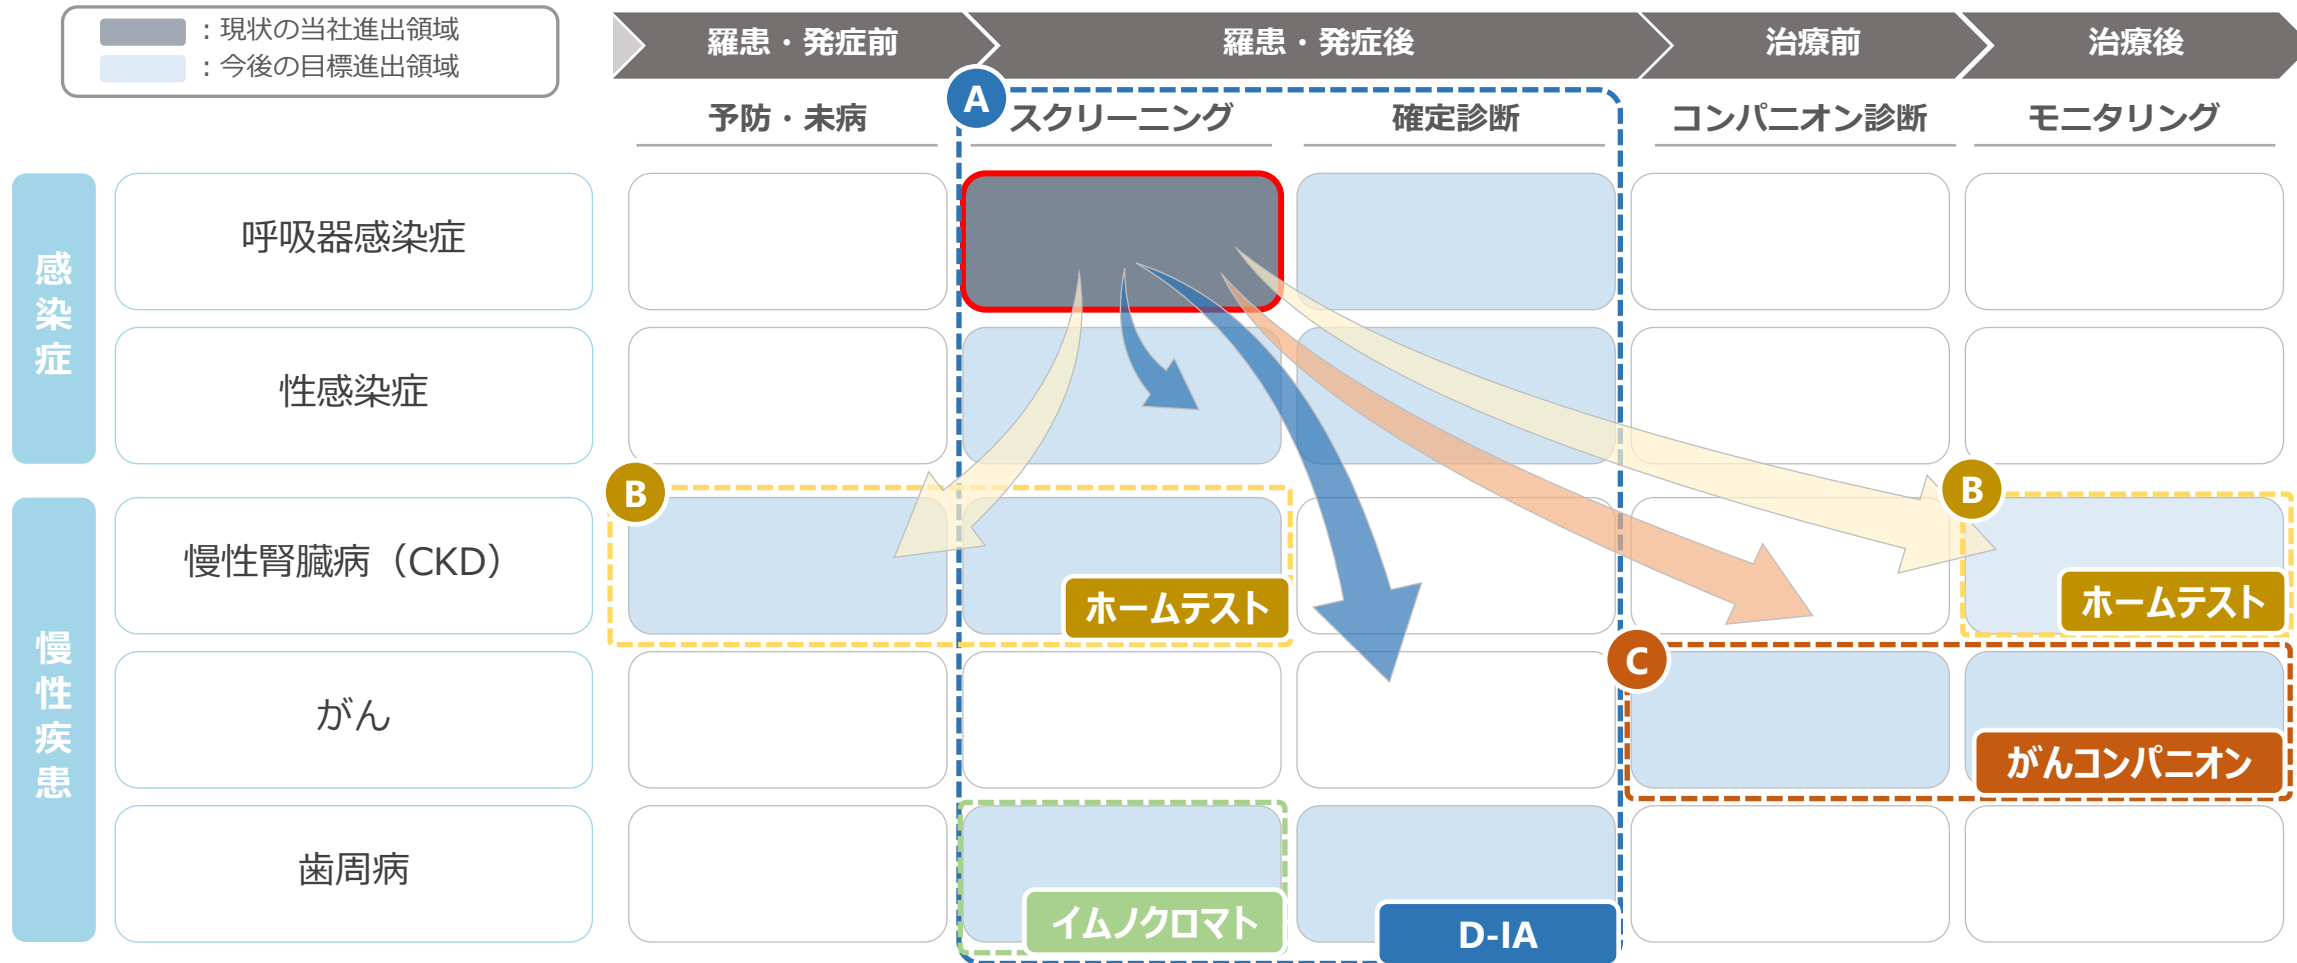 ：現状の当社進出領域
：今後の目標進出領域
羅患・発症前
羅患・発症後
治療前
治療後
A
予防・未病
スクリーニング
確定診断
コンパニオン診断
モニタリング
感染症
呼吸器感染症
性感染症
B
B
慢性疾患
慢性腎臓病（CKD）
ホームテスト
ホームテスト
C
がん
がんコンパニオン
歯周病
イムノクロマト
D-IA